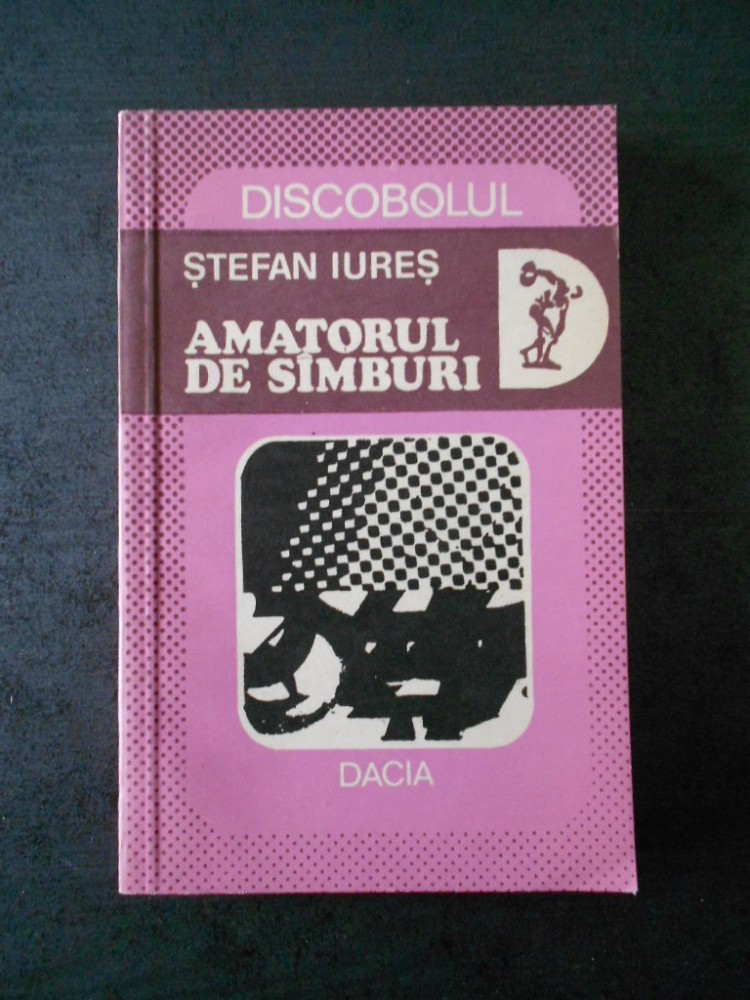 DISCOBOLUL
ȘTEFAN IUREȘ
AMATORUL
DE SÎMBURI
DACIA